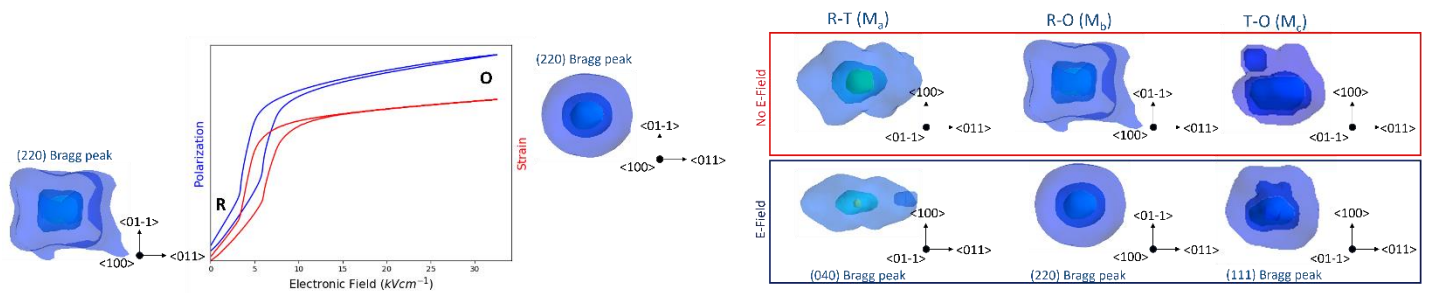 (220) Bragg peak
<01-1>
<100>
<011>
Polarization
R
O
0 5 10 15 20 25 30
Electronic Field (kVcm⁻¹)
Strain
(220) Bragg peak
<01-1>
<100>
<011>
R-T (Mₐ)
R-O (M_b)
T-O (M_c)
No E-Field
<100>
<01-1>
<011>
<01-1>
<100>
<011>
<100>
<01-1>
<011>
E-Field
<100>
<01-1>
<011>
(040) Bragg peak
<01-1>
<100>
<011>
(220) Bragg peak
<100>
<01-1>
<011>
(111) Bragg peak